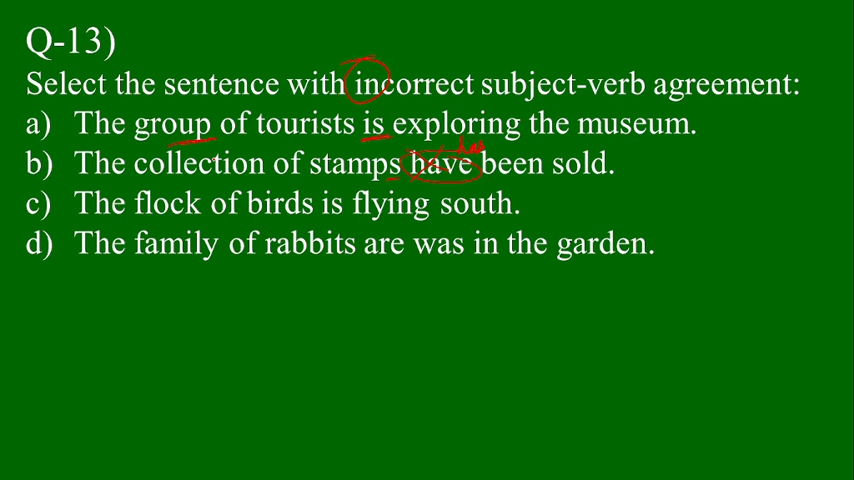 Q-13)
Select the sentence with incorrect subject-verb agreement:
a) The group of tourists is exploring the museum.
has
b) The collection of stamps have been sold.
c) The flock of birds is flying south.
d) The family of rabbits are was in the garden.